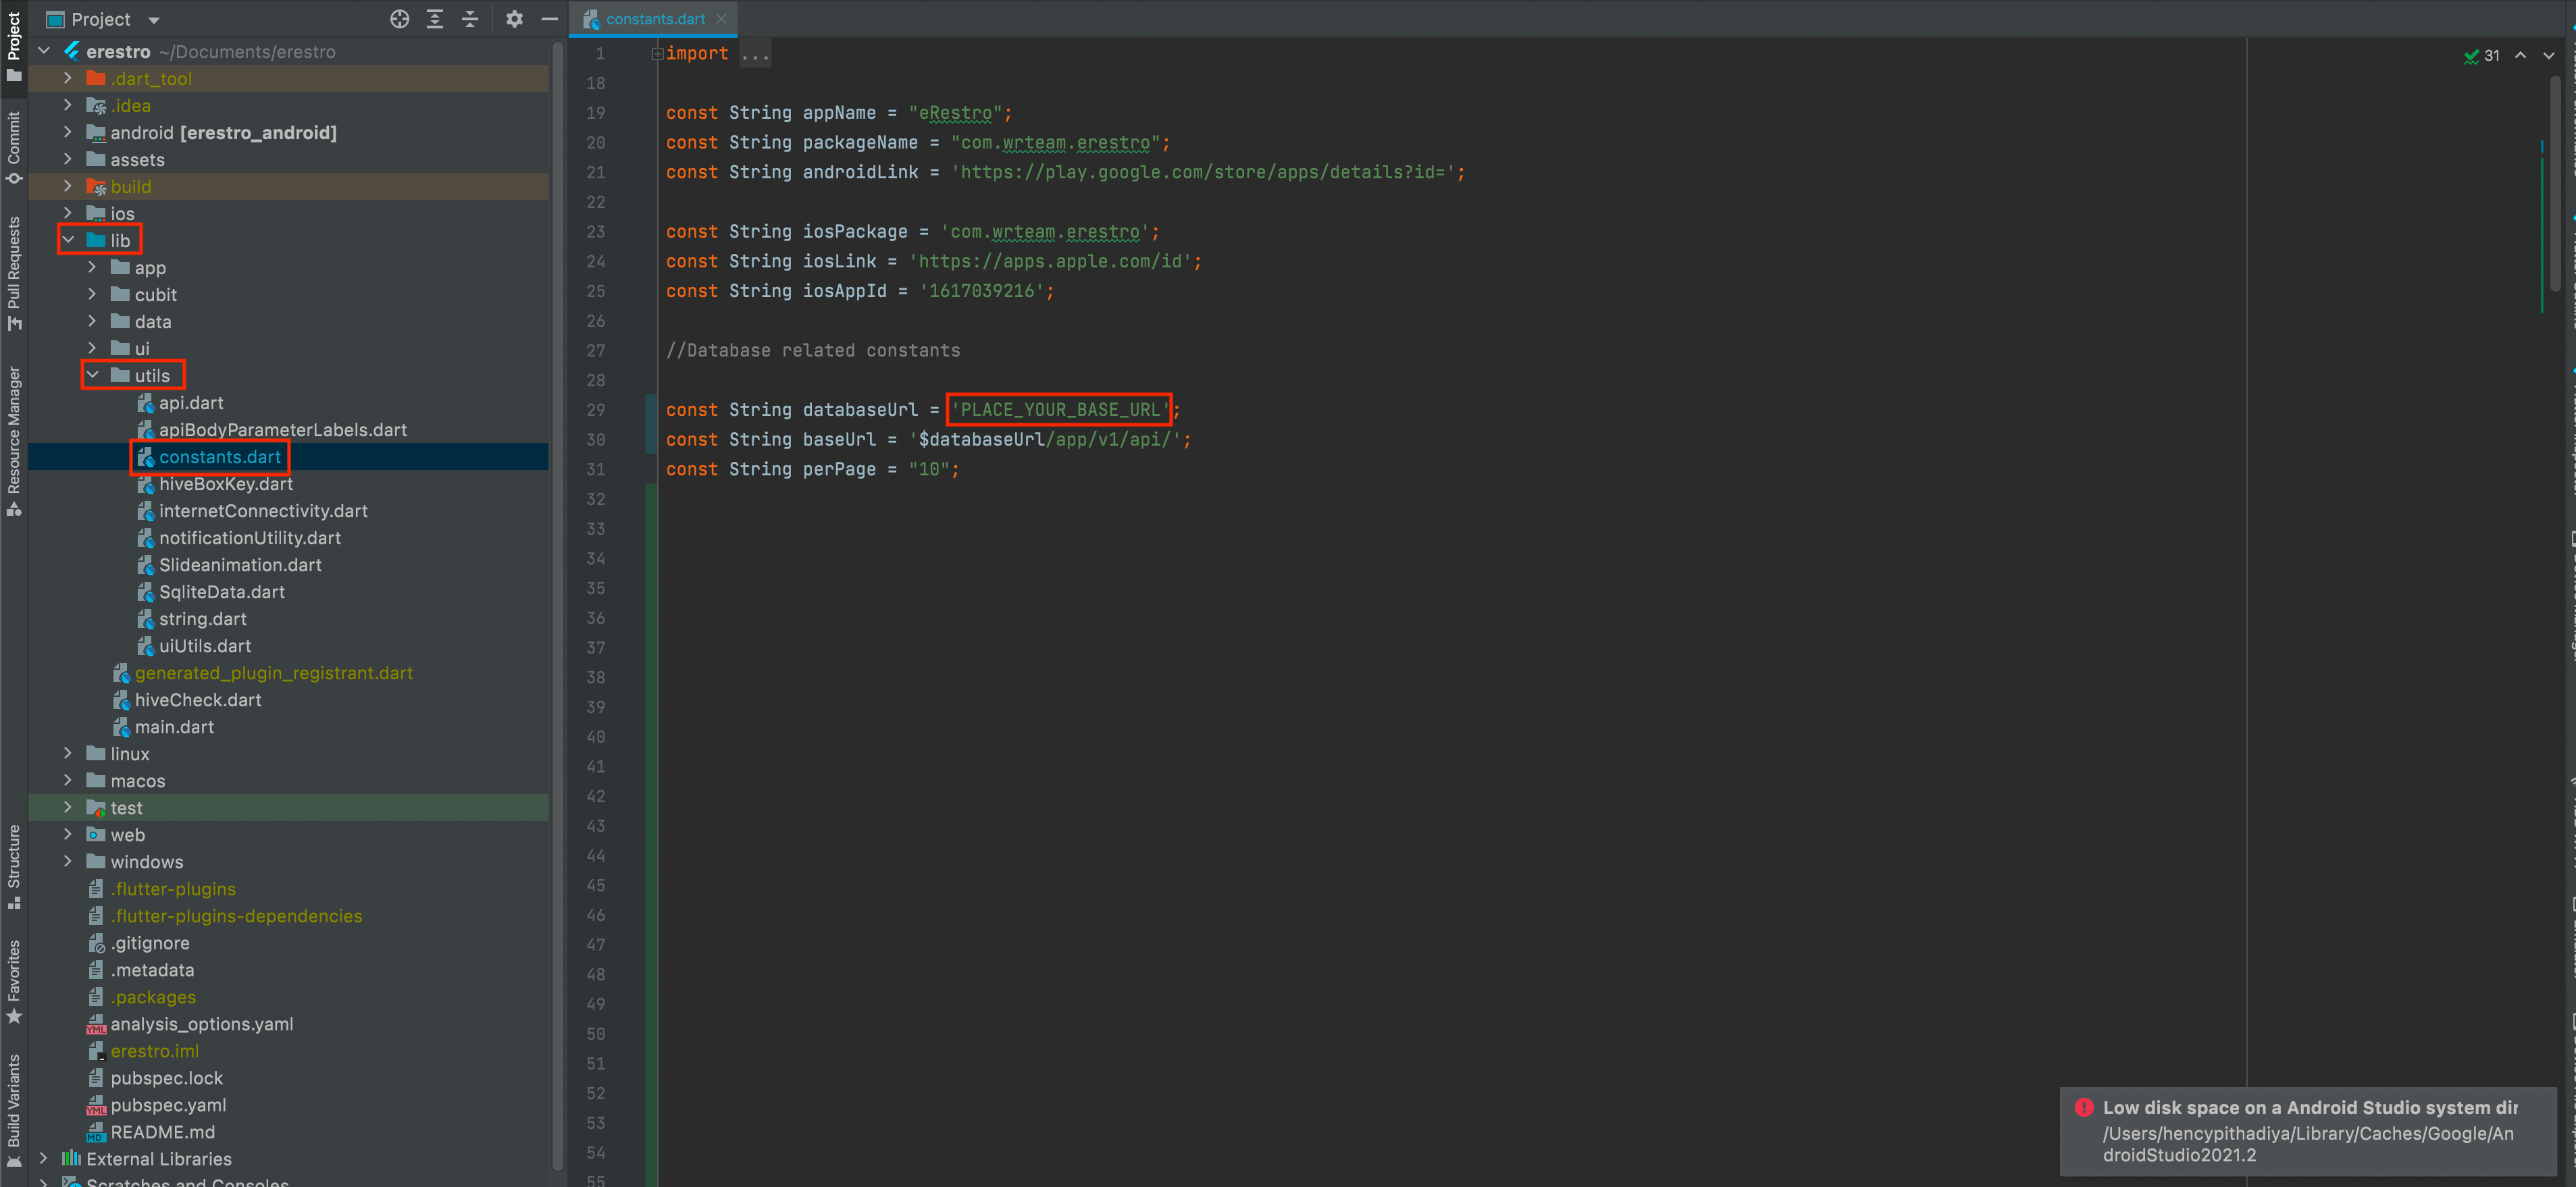 Project
Commit
Pull Requests
Resource Manager
Structure
Favorites
Build Variants
Project
erestro ~/Documents/erestro
.dart_tool
.idea
android [erestro_android]
assets
build
ios
lib
app
cubit
data
ui
utils
api.dart
apiBodyParameterLabels.dart
constants.dart
hiveBoxKey.dart
internetConnectivity.dart
notificationUtility.dart
Slideanimation.dart
SqliteData.dart
string.dart
uiUtils.dart
generated_plugin_registrant.dart
hiveCheck.dart
main.dart
linux
macos
test
web
windows
.flutter-plugins
.flutter-plugins-dependencies
.gitignore
.metadata
.packages
analysis_options.yaml
erestro.iml
pubspec.lock
pubspec.yaml
README.md
External Libraries
Scratches and Consoles
constants.dart
31
1 import ...
18
19 const String appName = "eRestro";
20 const String packageName = "com.wrteam.erestro";
21 const String androidLink = 'https://play.google.com/store/apps/details?id=';
22
23 const String iosPackage = 'com.wrteam.erestro';
24 const String iosLink = 'https://apps.apple.com/id';
25 const String iosAppId = '1617039216';
26
27 //Database related constants
28
29 const String databaseUrl = 'PLACE_YOUR_BASE_URL';
30 const String baseUrl = '$databaseUrl/app/v1/api/';
31 const String perPage = "10";
32
33
34
35
36
37
38
39
40
41
42
43
44
45
46
47
48
49
50
51
52
53
54
55
Low disk space on a Android Studio system dir
/Users/hencypithadiya/Library/Caches/Google/An
droidStudio2021.2